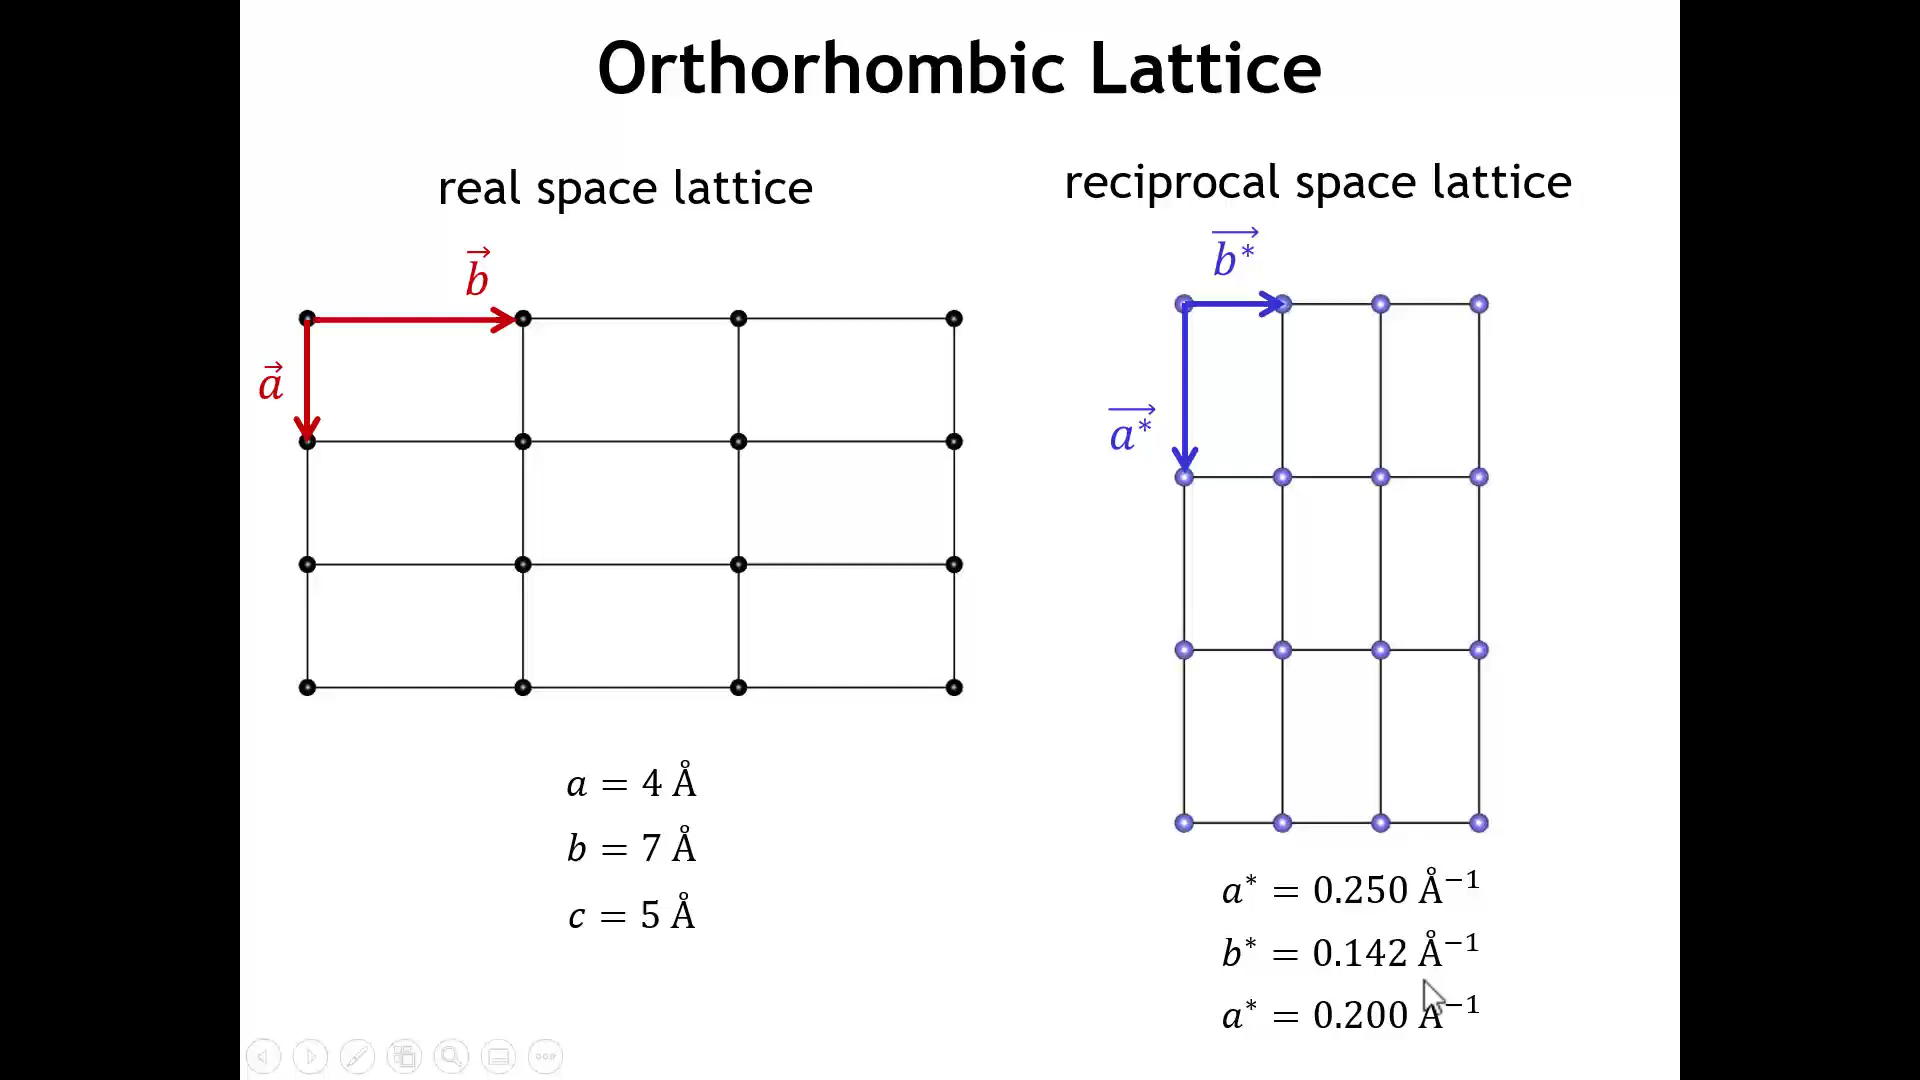 Orthorhombic Lattice
real space lattice
reciprocal space lattice
b⃗
a⃗
b*⃗
a*⃗
a = 4 Å
b = 7 Å
c = 5 Å
a* = 0.250 Å⁻¹
b* = 0.142 Å⁻¹
a* = 0.200 Å⁻¹